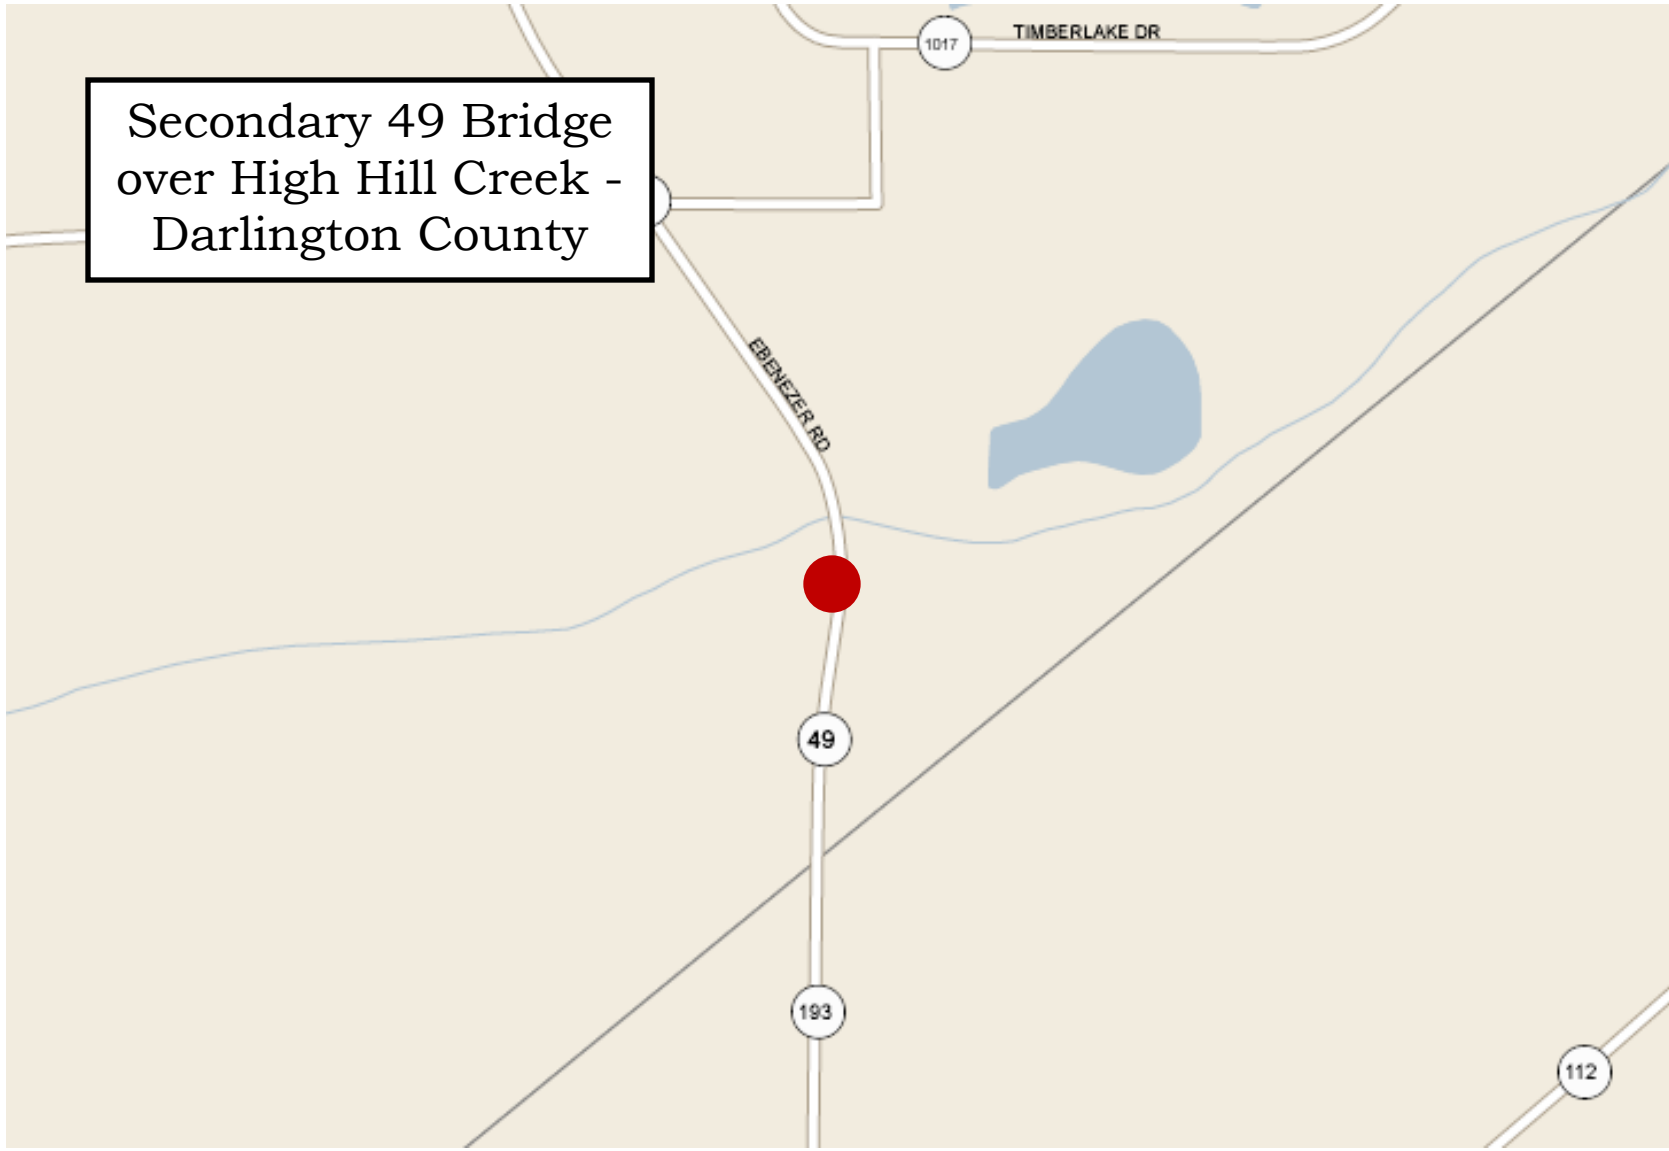 1017
TIMBERLAKE DR
Secondary 49 Bridge
over High Hill Creek -
Darlington County
EBENEZER RD
49
193
112